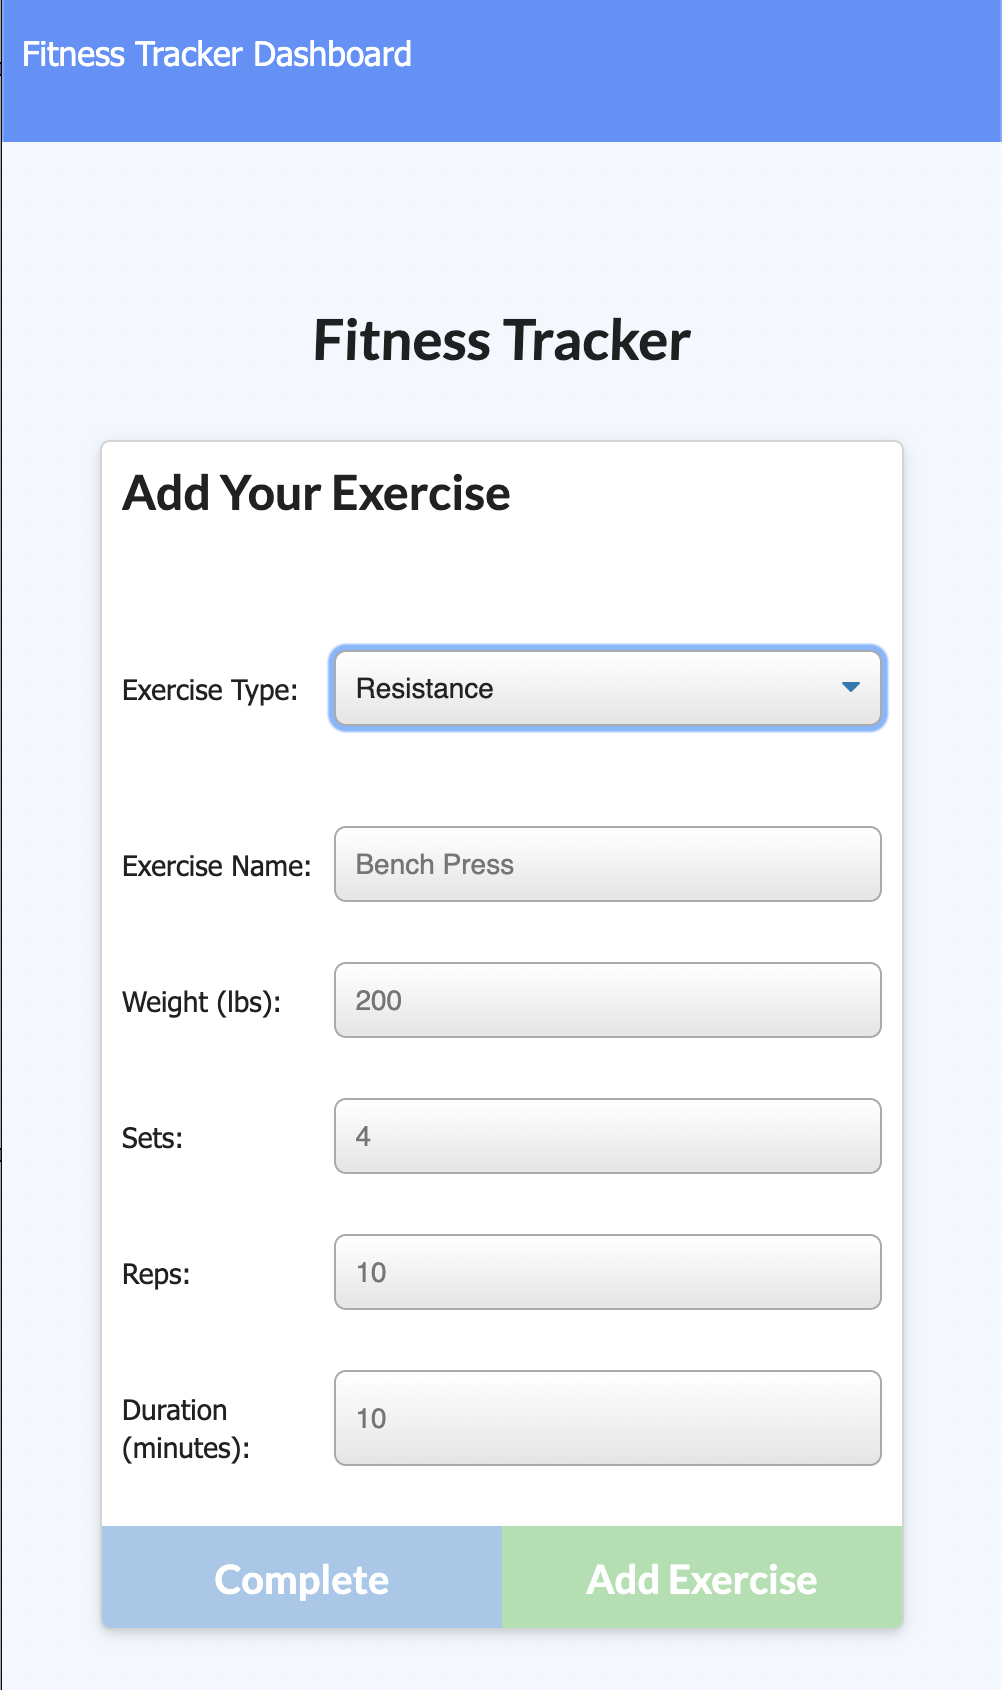 Fitness Tracker Dashboard
Fitness Tracker
Add Your Exercise
Exercise Type: Resistance
Exercise Name: Bench Press
Weight (lbs): 200
Sets: 4
Reps: 10
Duration
(minutes): 10
Complete Add Exercise